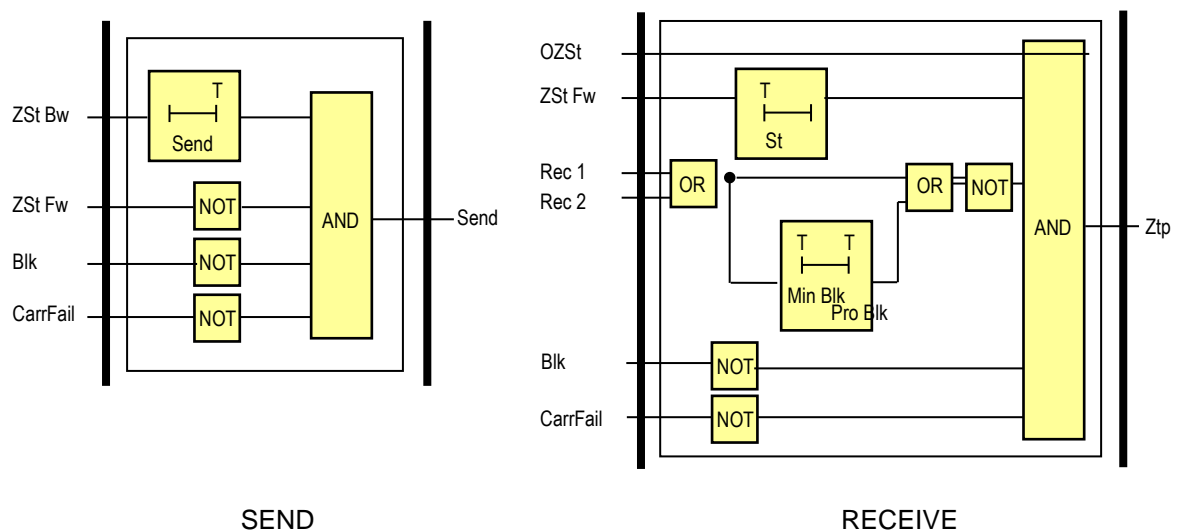 T
Send
ZSt Bw
ZSt Fw
Blk
CarrFail
NOT
NOT
NOT
AND
Send
SEND
OZSt
ZSt Fw
T
St
Rec 1
Rec 2
OR
OR
NOT
T T
Min Blk
Pro Blk
Blk
NOT
CarrFail
NOT
AND
Ztp
RECEIVE